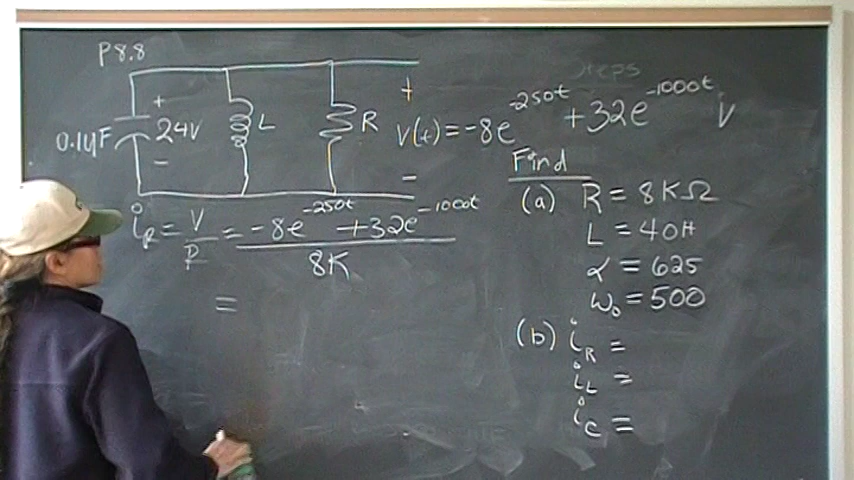 P8.8
0.1μF
+
24V
−
L
R
+
v(t) = -8e^{-250t} + 32e^{-1000t} V
−
Steps
Find
(a) R = 8KΩ
L = 40H
α = 625
ω₀ = 500
(b) i_R =
i_L =
i_C =
i_R = V/R = (-8e^{-250t} + 32e^{-1000t})/8K
=